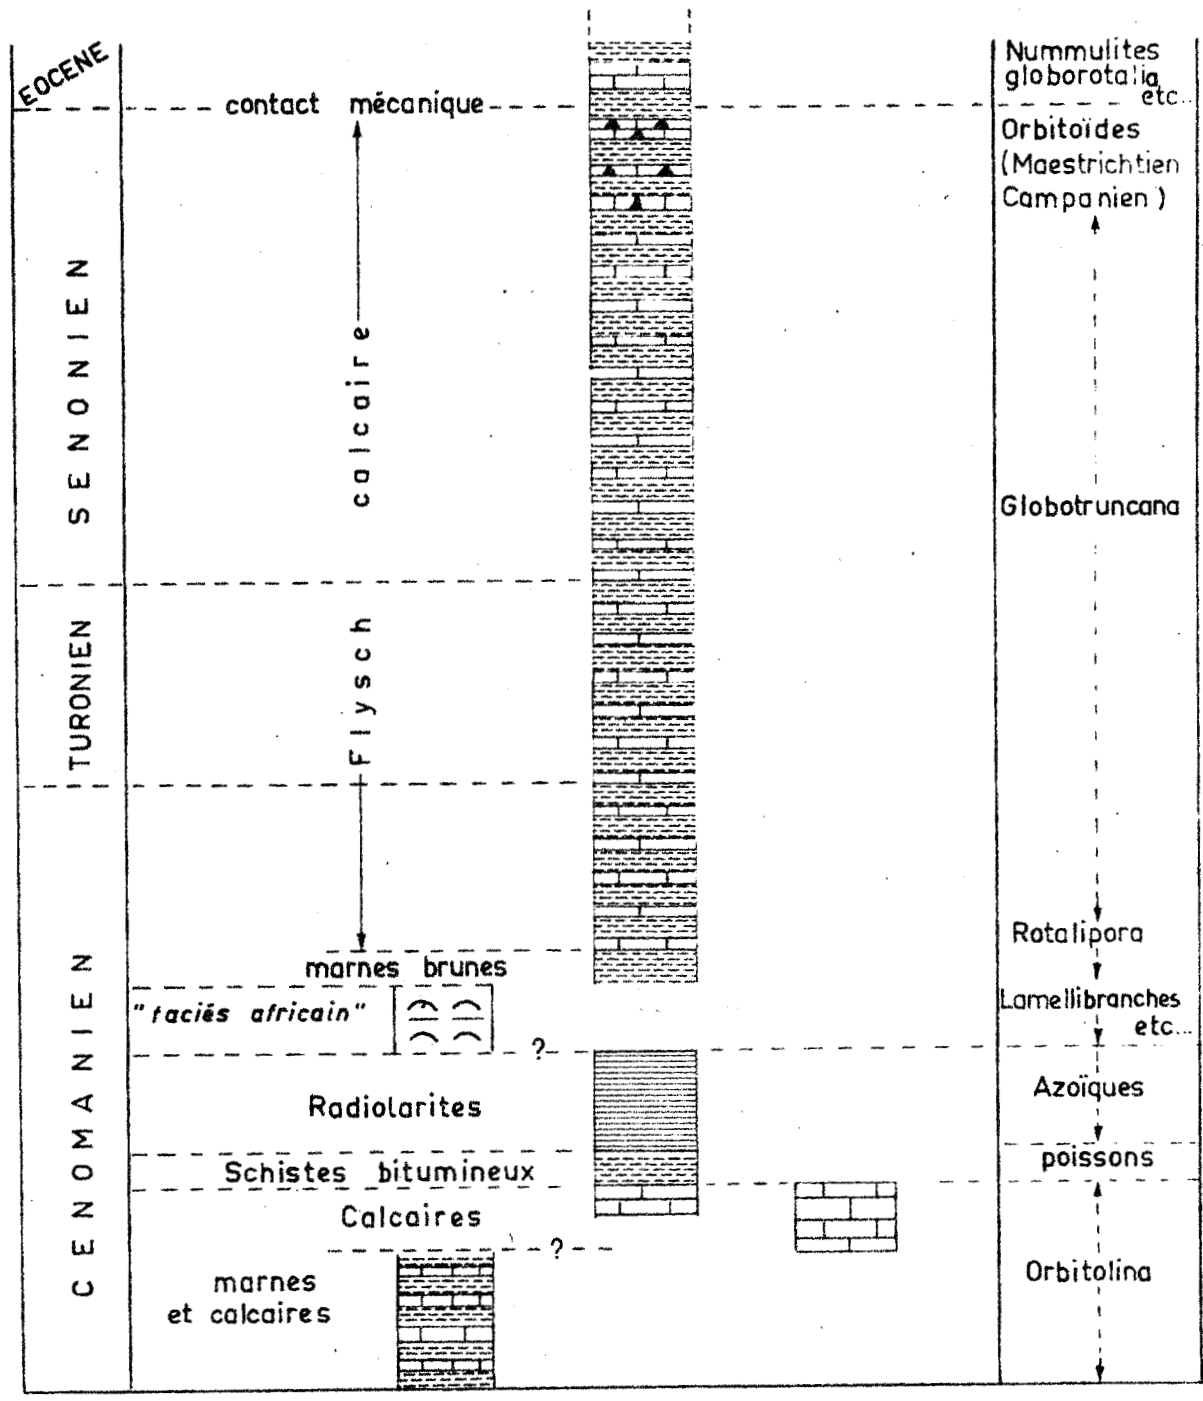 EOCENE
SENONIEN
TURONIEN
CENOMANIEN
contact mécanique
calcaire
Flysch
marnes brunes
"faciés africain"
?
Radiolarites
Schistes bitumineux
Calcaires
?
marnes
et calcaires
Nummulites
globorotalia
etc...
Orbitoïdes
(Maestrichtien
Campanien)
Globotruncana
Rotalipora
Lamellibranches
etc...
Azoïques
poissons
Orbitolina